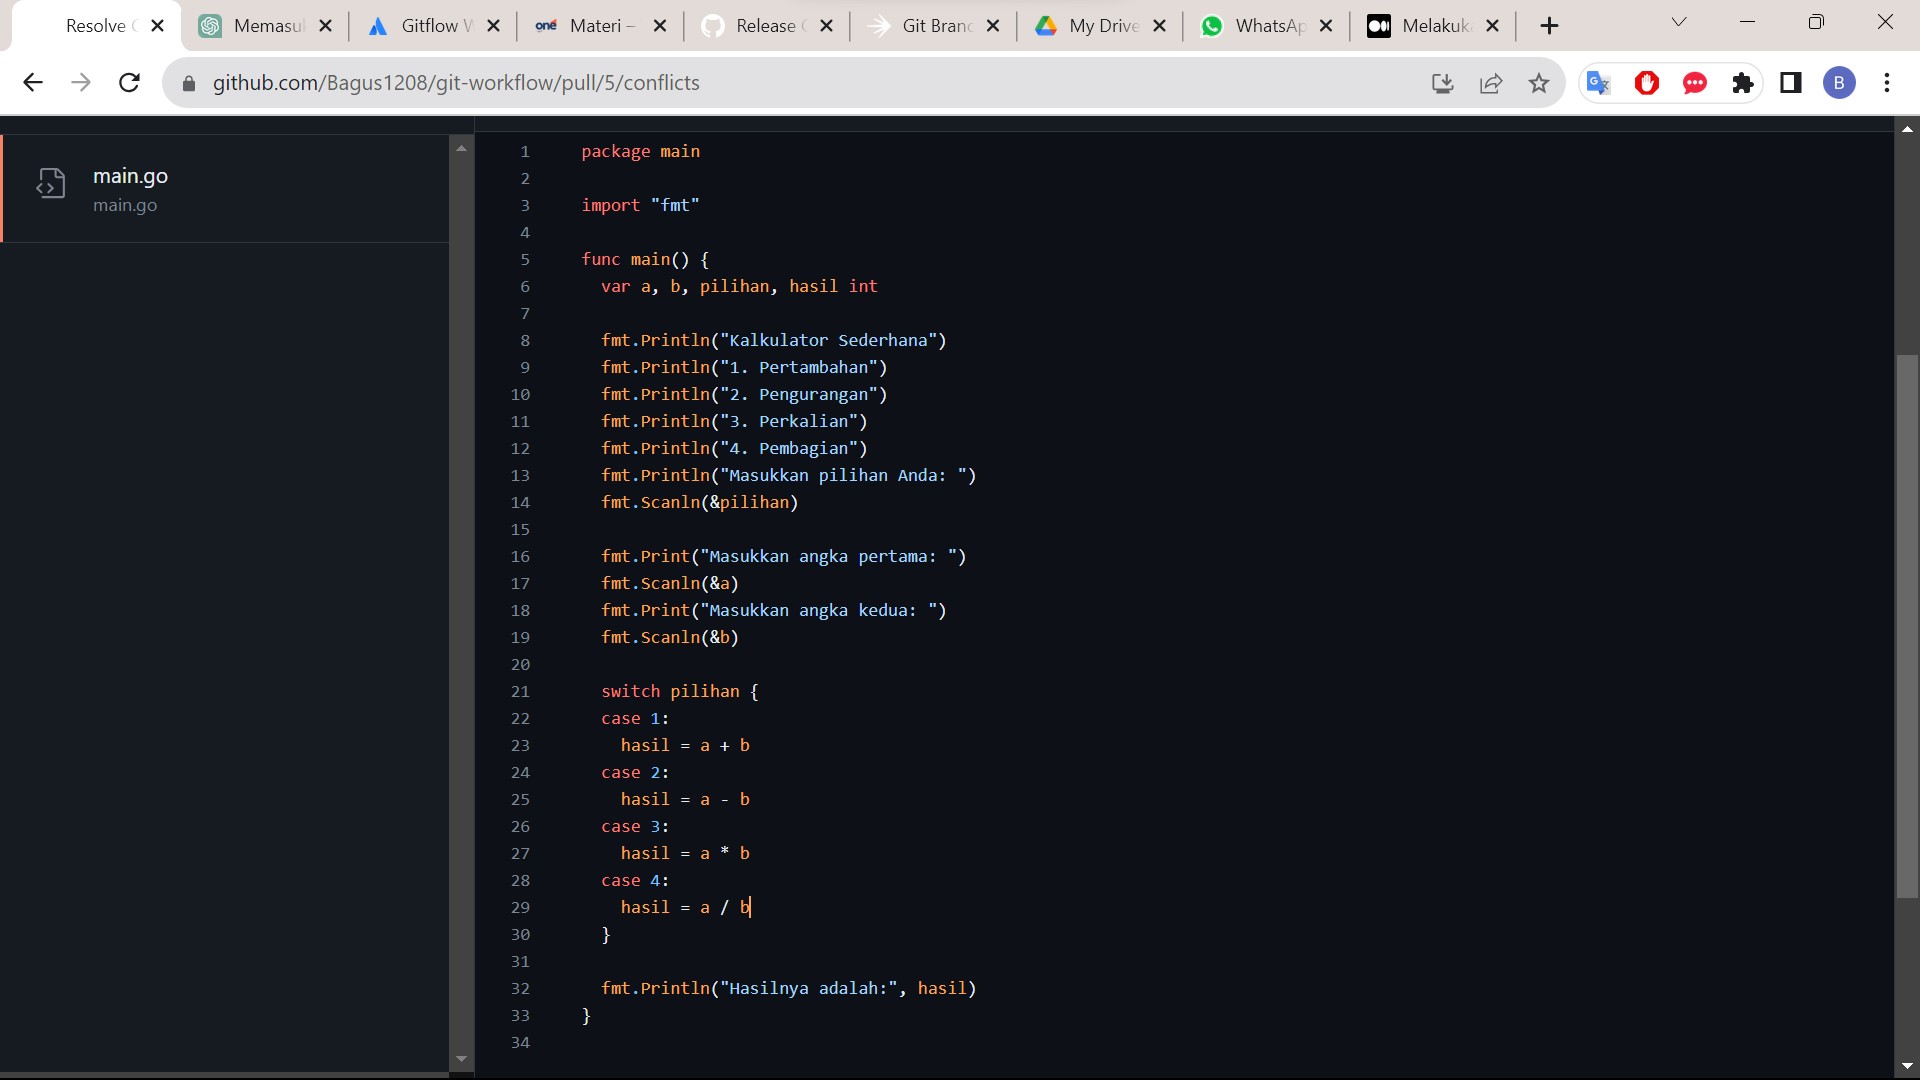 Resolve C
Memasul
Gitflow W
one Materi –
Release (
Git Branc
My Drive
WhatsAp
Melakuka
github.com/Bagus1208/git-workflow/pull/5/conflicts
B
main.go
main.go
1 package main
2
3 import "fmt"
4
5 func main() {
6 var a, b, pilihan, hasil int
7
8 fmt.Println("Kalkulator Sederhana")
9 fmt.Println("1. Pertambahan")
10 fmt.Println("2. Pengurangan")
11 fmt.Println("3. Perkalian")
12 fmt.Println("4. Pembagian")
13 fmt.Println("Masukkan pilihan Anda: ")
14 fmt.Scanln(&pilihan)
15
16 fmt.Print("Masukkan angka pertama: ")
17 fmt.Scanln(&a)
18 fmt.Print("Masukkan angka kedua: ")
19 fmt.Scanln(&b)
20
21 switch pilihan {
22 case 1:
23 hasil = a + b
24 case 2:
25 hasil = a - b
26 case 3:
27 hasil = a * b
28 case 4:
29 hasil = a / b
30 }
31
32 fmt.Println("Hasilnya adalah:", hasil)
33 }
34